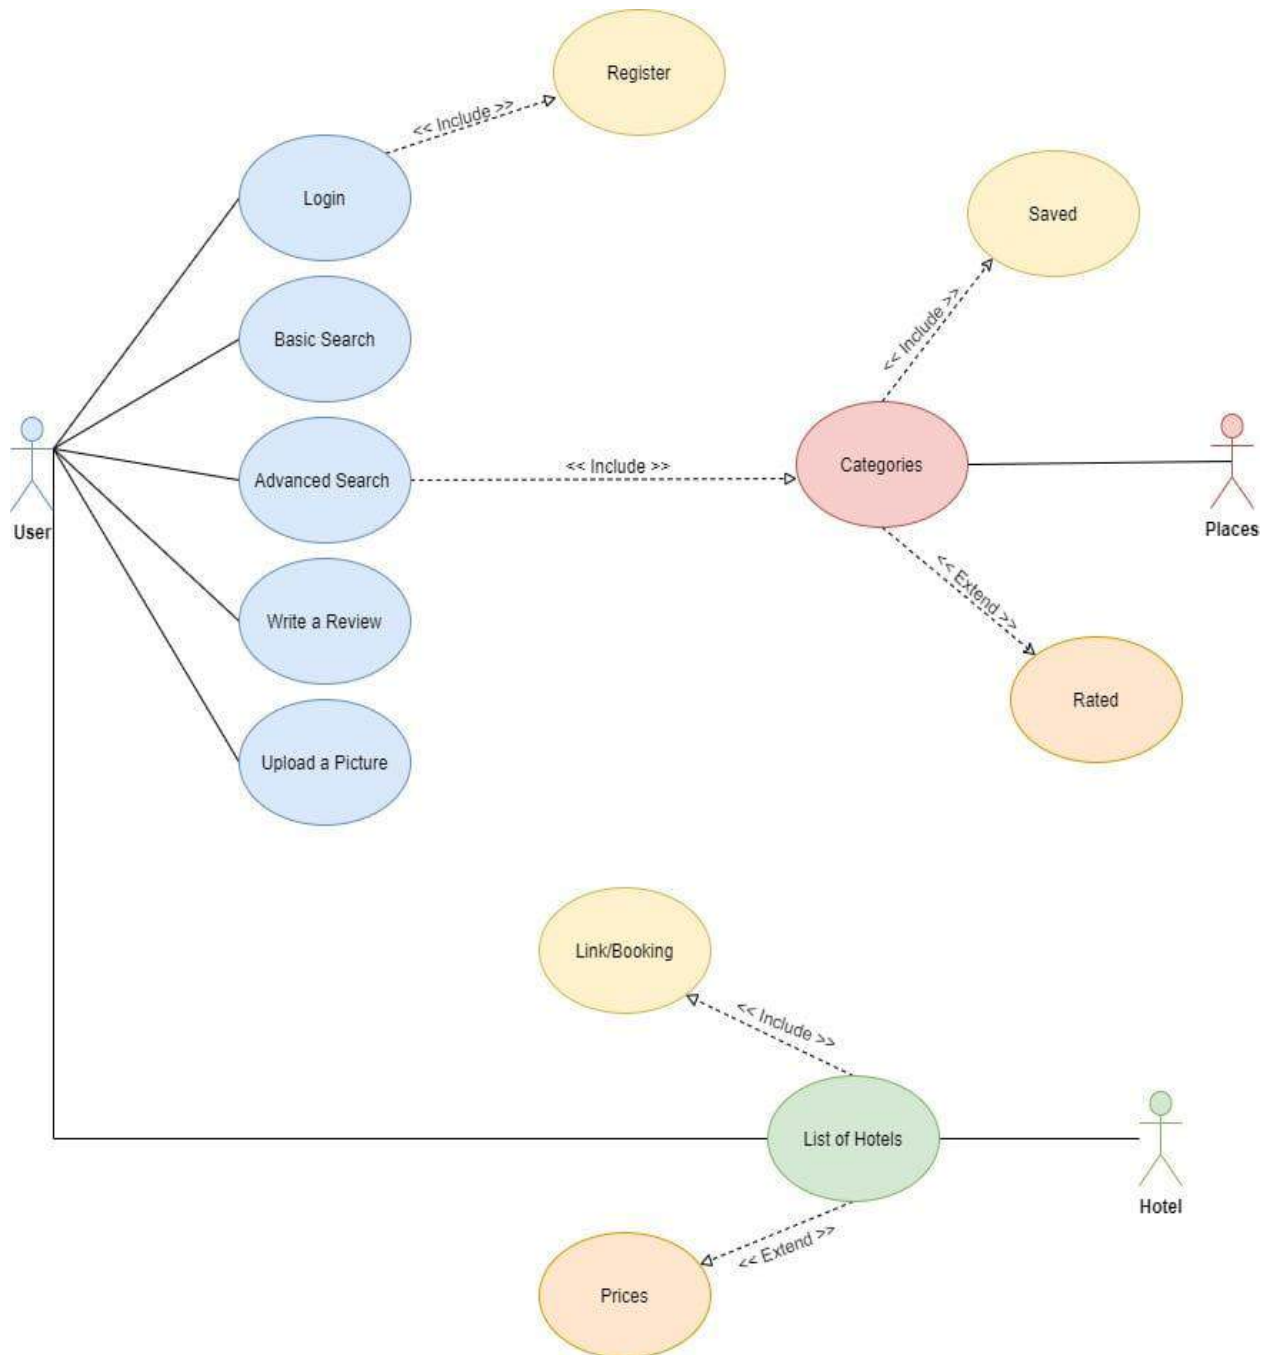 Register
<< Include >>
Login
Saved
<< Include >>
Basic Search
Advanced Search
<< Include >>
Categories
User
Places
<< Extend >>
Write a Review
Rated
Upload a Picture
Link/Booking
<< Include >>
List of Hotels
Hotel
<< Extend >>
Prices